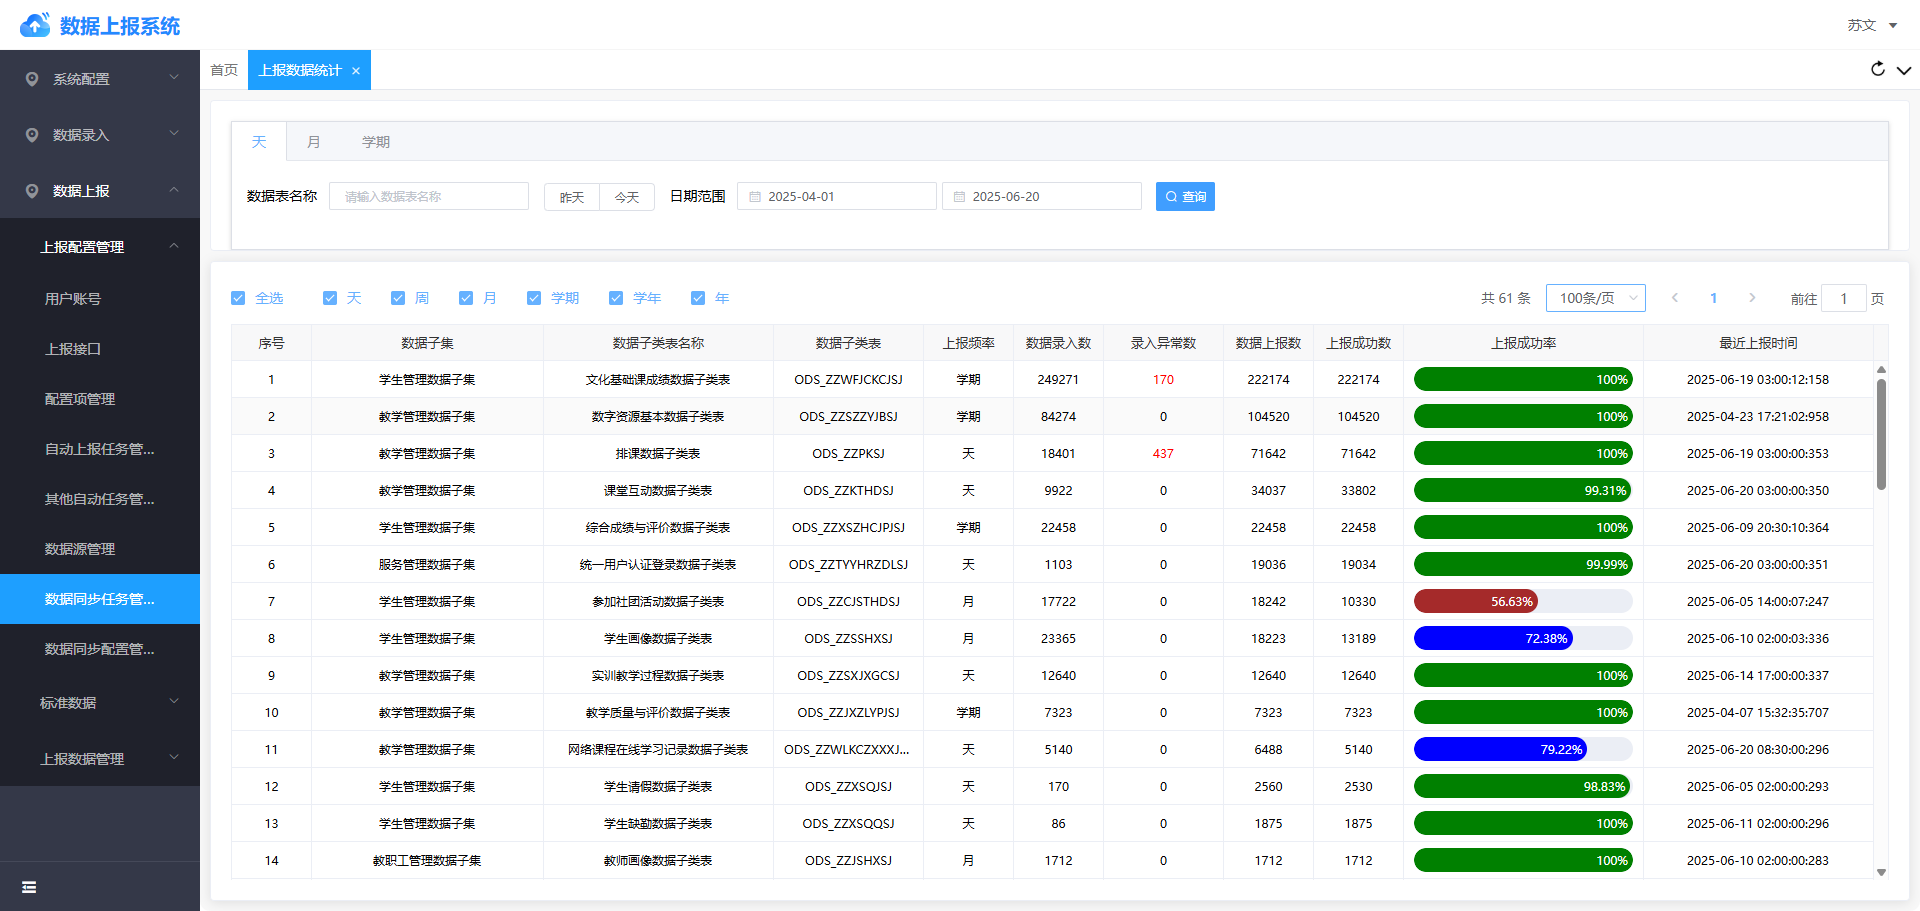 数据上报系统
苏文
系统配置
数据录入
数据上报
上报配置管理
用户账号
上报接口
配置项管理
自动上报任务管...
其他自动任务管...
数据源管理
数据同步任务管...
数据同步配置管...
标准数据
上报数据管理
首页 上报数据统计 ×
天 月 学期
数据表名称 请输入数据表名称 昨天 今天 日期范围 2025-04-01 2025-06-20 查询
全选 天 周 月 学期 学年 年 共 61 条 100条/页 1 前往 1 页
序号 数据子集 数据子类表名称 数据子类表 上报频率 数据录入数 录入异常数 数据上报数 上报成功数 上报成功率 最近上报时间
1 学生管理数据子集 文化基础课成绩数据子类表 ODS_ZZWFJCKCJSJ 学期 249271 170 222174 222174 100% 2025-06-19 03:00:12:158
2 教学管理数据子集 数字资源基本数据子类表 ODS_ZZSZZYJBSJ 学期 84274 0 104520 104520 100% 2025-04-23 17:21:02:958
3 教学管理数据子集 排课数据子类表 ODS_ZZPKSJ 天 18401 437 71642 71642 100% 2025-06-19 03:00:00:353
4 教学管理数据子集 课堂互动数据子类表 ODS_ZZKTHDSJ 天 9922 0 34037 33802 99.31% 2025-06-20 03:00:00:350
5 学生管理数据子集 综合成绩与评价数据子类表 ODS_ZZXSZHCJPJSJ 学期 22458 0 22458 22458 100% 2025-06-09 20:30:10:364
6 服务管理数据子集 统一用户认证登录数据子类表 ODS_ZZTYYHRZDLSJ 天 1103 0 19036 19034 99.99% 2025-06-20 03:00:00:351
7 学生管理数据子集 参加社团活动数据子类表 ODS_ZZCJSTHDSJ 月 17722 0 18242 10330 56.63% 2025-06-05 14:00:07:247
8 学生管理数据子集 学生画像数据子类表 ODS_ZZSSHXSJ 月 23365 0 18223 13189 72.38% 2025-06-10 02:00:03:336
9 学生管理数据子集 实训教学过程数据子类表 ODS_ZZSXJXGCSJ 天 12640 0 12640 12640 100% 2025-06-14 17:00:00:337
10 教学管理数据子集 教学质量与评价数据子类表 ODS_ZZJXZLYPJSJ 学期 7323 0 7323 7323 100% 2025-04-07 15:32:35:707
11 教学管理数据子集 网络课程在线学习记录数据子类表 ODS_ZZWLKCZXXXJ... 天 5140 0 6488 5140 79.22% 2025-06-20 08:30:00:296
12 学生管理数据子集 学生请假数据子类表 ODS_ZZXSQJSJ 天 170 0 2560 2530 98.83% 2025-06-05 02:00:00:293
13 学生管理数据子集 学生缺勤数据子类表 ODS_ZZXSQQSJ 天 86 0 1875 1875 100% 2025-06-11 02:00:00:296
14 教职工管理数据子集 教师画像数据子类表 ODS_ZZJSHXSJ 月 1712 0 1712 1712 100% 2025-06-10 02:00:00:283